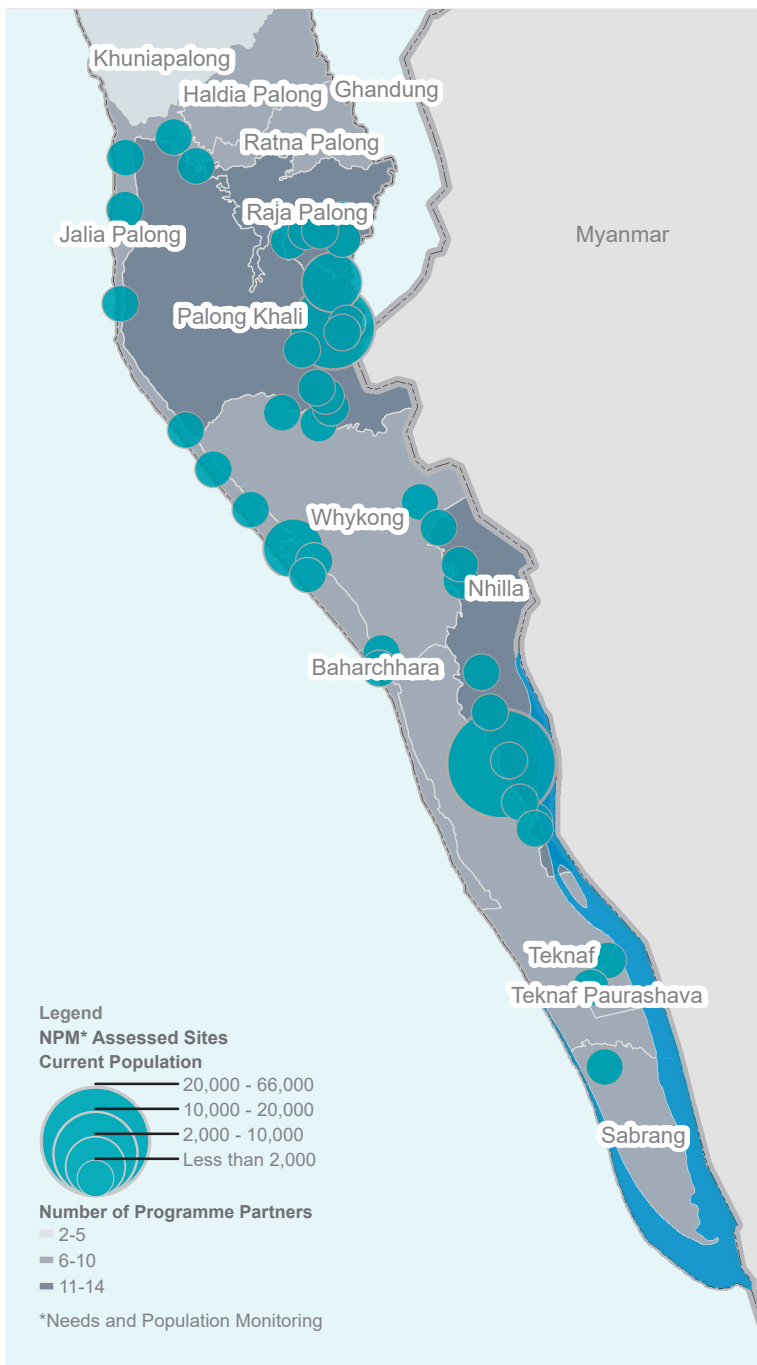 Khuniapalong
Haldia Palong
Ghandung
Ratna Palong
Raja Palong
Jalia Palong
Myanmar
Palong Khali
Whykong
Nhilla
Baharchhara
Teknaf
Teknaf Paurashava
Sabrang
Legend
NPM* Assessed Sites
Current Population
20,000 - 66,000
10,000 - 20,000
2,000 - 10,000
Less than 2,000
Number of Programme Partners
2-5
6-10
11-14
*Needs and Population Monitoring